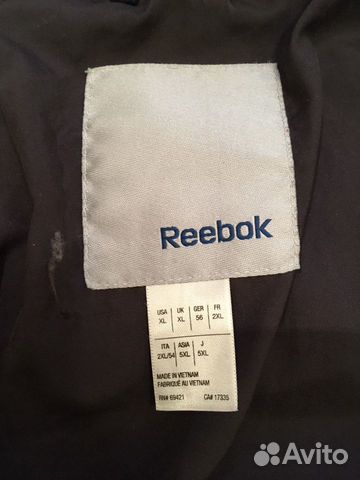 Reebok
USA UK GER FR
XL XL 56 2XL
ITA ASIA J
2XL/54 5XL 5XL
MADE IN VIETNAM
FABRIQUÉ AU VIETNAM
RN# 69421 CA# 17335
Avito